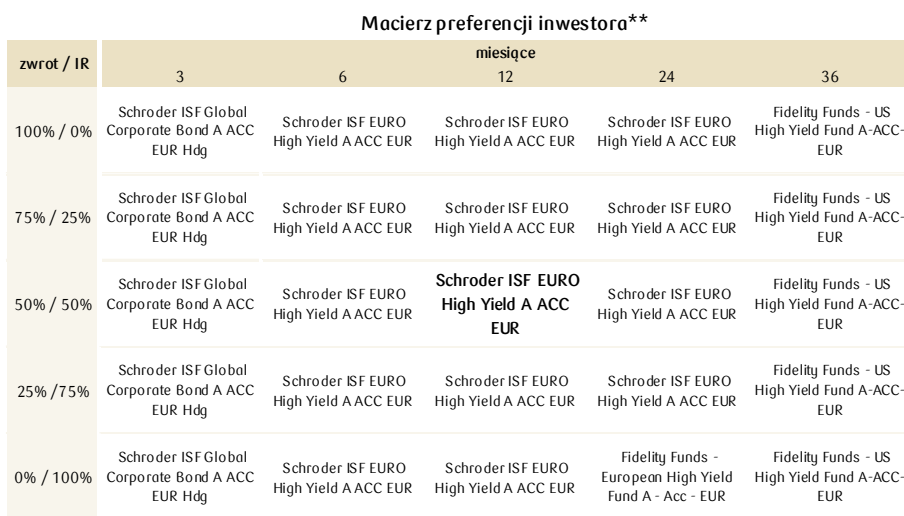 Macierz preferencji inwestora**
zwrot / IR
miesiące
3 6 12 24 36
100% / 0%
Schroder ISF Global
Corporate Bond A ACC
EUR Hdg
Schroder ISF EURO
High Yield A ACC EUR
Schroder ISF EURO
High Yield A ACC EUR
Schroder ISF EURO
High Yield A ACC EUR
Fidelity Funds - US
High Yield Fund A-ACC-
EUR
75% / 25%
Schroder ISF Global
Corporate Bond A ACC
EUR Hdg
Schroder ISF EURO
High Yield A ACC EUR
Schroder ISF EURO
High Yield A ACC EUR
Schroder ISF EURO
High Yield A ACC EUR
Fidelity Funds - US
High Yield Fund A-ACC-
EUR
50% / 50%
Schroder ISF Global
Corporate Bond A ACC
EUR Hdg
Schroder ISF EURO
High Yield A ACC EUR
Schroder ISF EURO
High Yield A ACC
EUR
Schroder ISF EURO
High Yield A ACC EUR
Fidelity Funds - US
High Yield Fund A-ACC-
EUR
25% /75%
Schroder ISF Global
Corporate Bond A ACC
EUR Hdg
Schroder ISF EURO
High Yield A ACC EUR
Schroder ISF EURO
High Yield A ACC EUR
Schroder ISF EURO
High Yield A ACC EUR
Fidelity Funds - US
High Yield Fund A-ACC-
EUR
0% / 100%
Schroder ISF Global
Corporate Bond A ACC
EUR Hdg
Schroder ISF EURO
High Yield A ACC EUR
Schroder ISF EURO
High Yield A ACC EUR
Fidelity Funds -
European High Yield
Fund A - Acc - EUR
Fidelity Funds - US
High Yield Fund A-ACC-
EUR